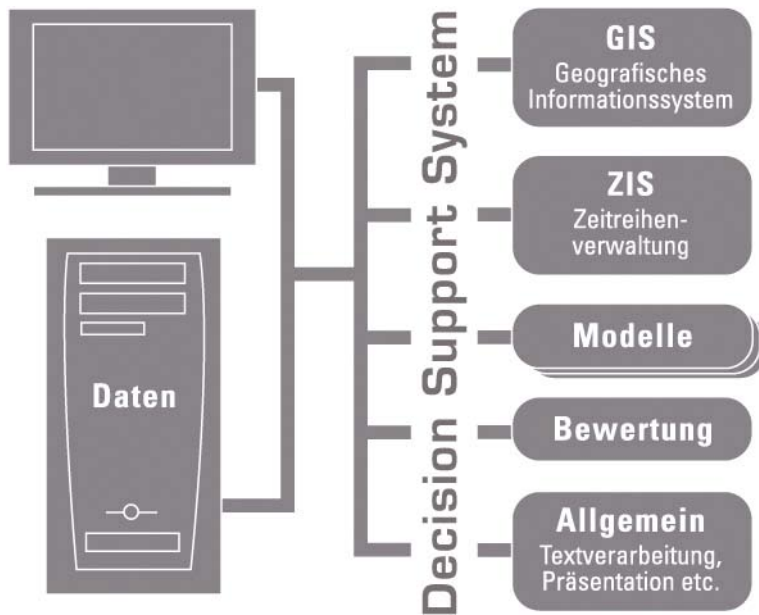 Daten
Decision Support System
GIS
Geografisches
Informationssystem
ZIS
Zeitreihen-
verwaltung
Modelle
Bewertung
Allgemein
Textverarbeitung,
Präsentation etc.